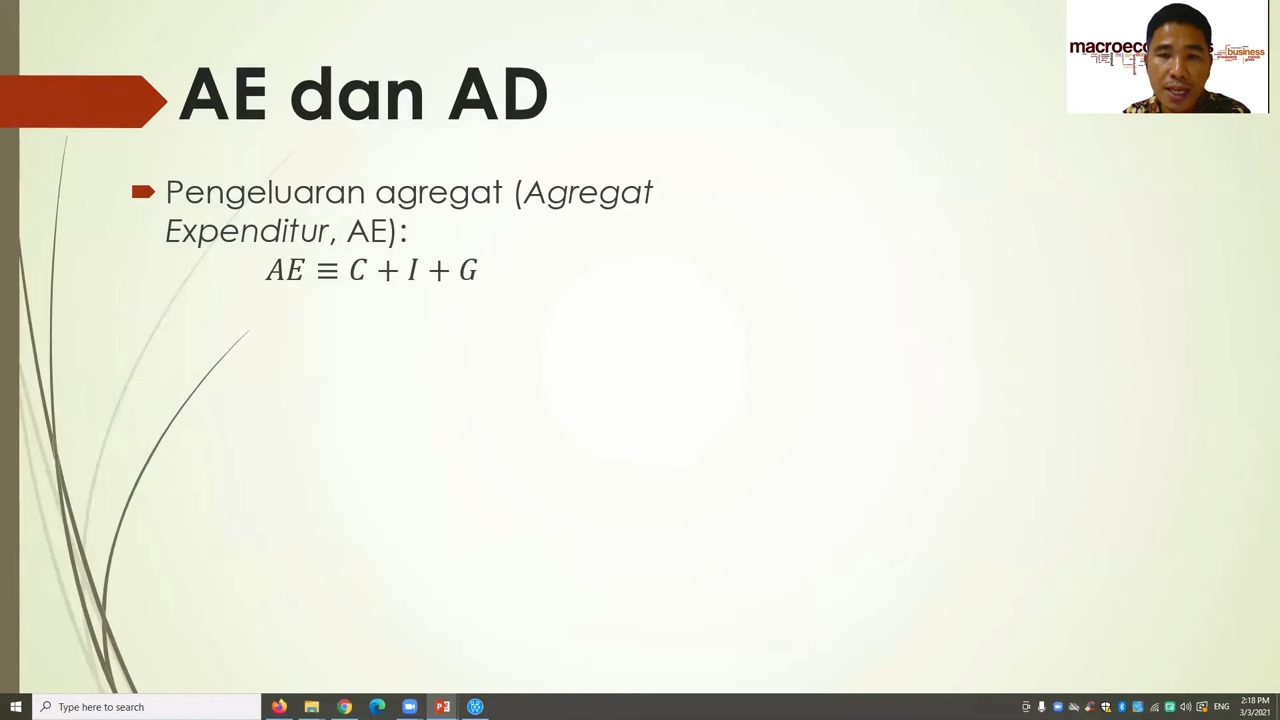 AE dan AD
macroeco
business
Pengeluaran agregat (Agregat
Expenditur, AE):
AE ≡ C + I + G
Type here to search
ENG
2:18 PM
3/3/2021